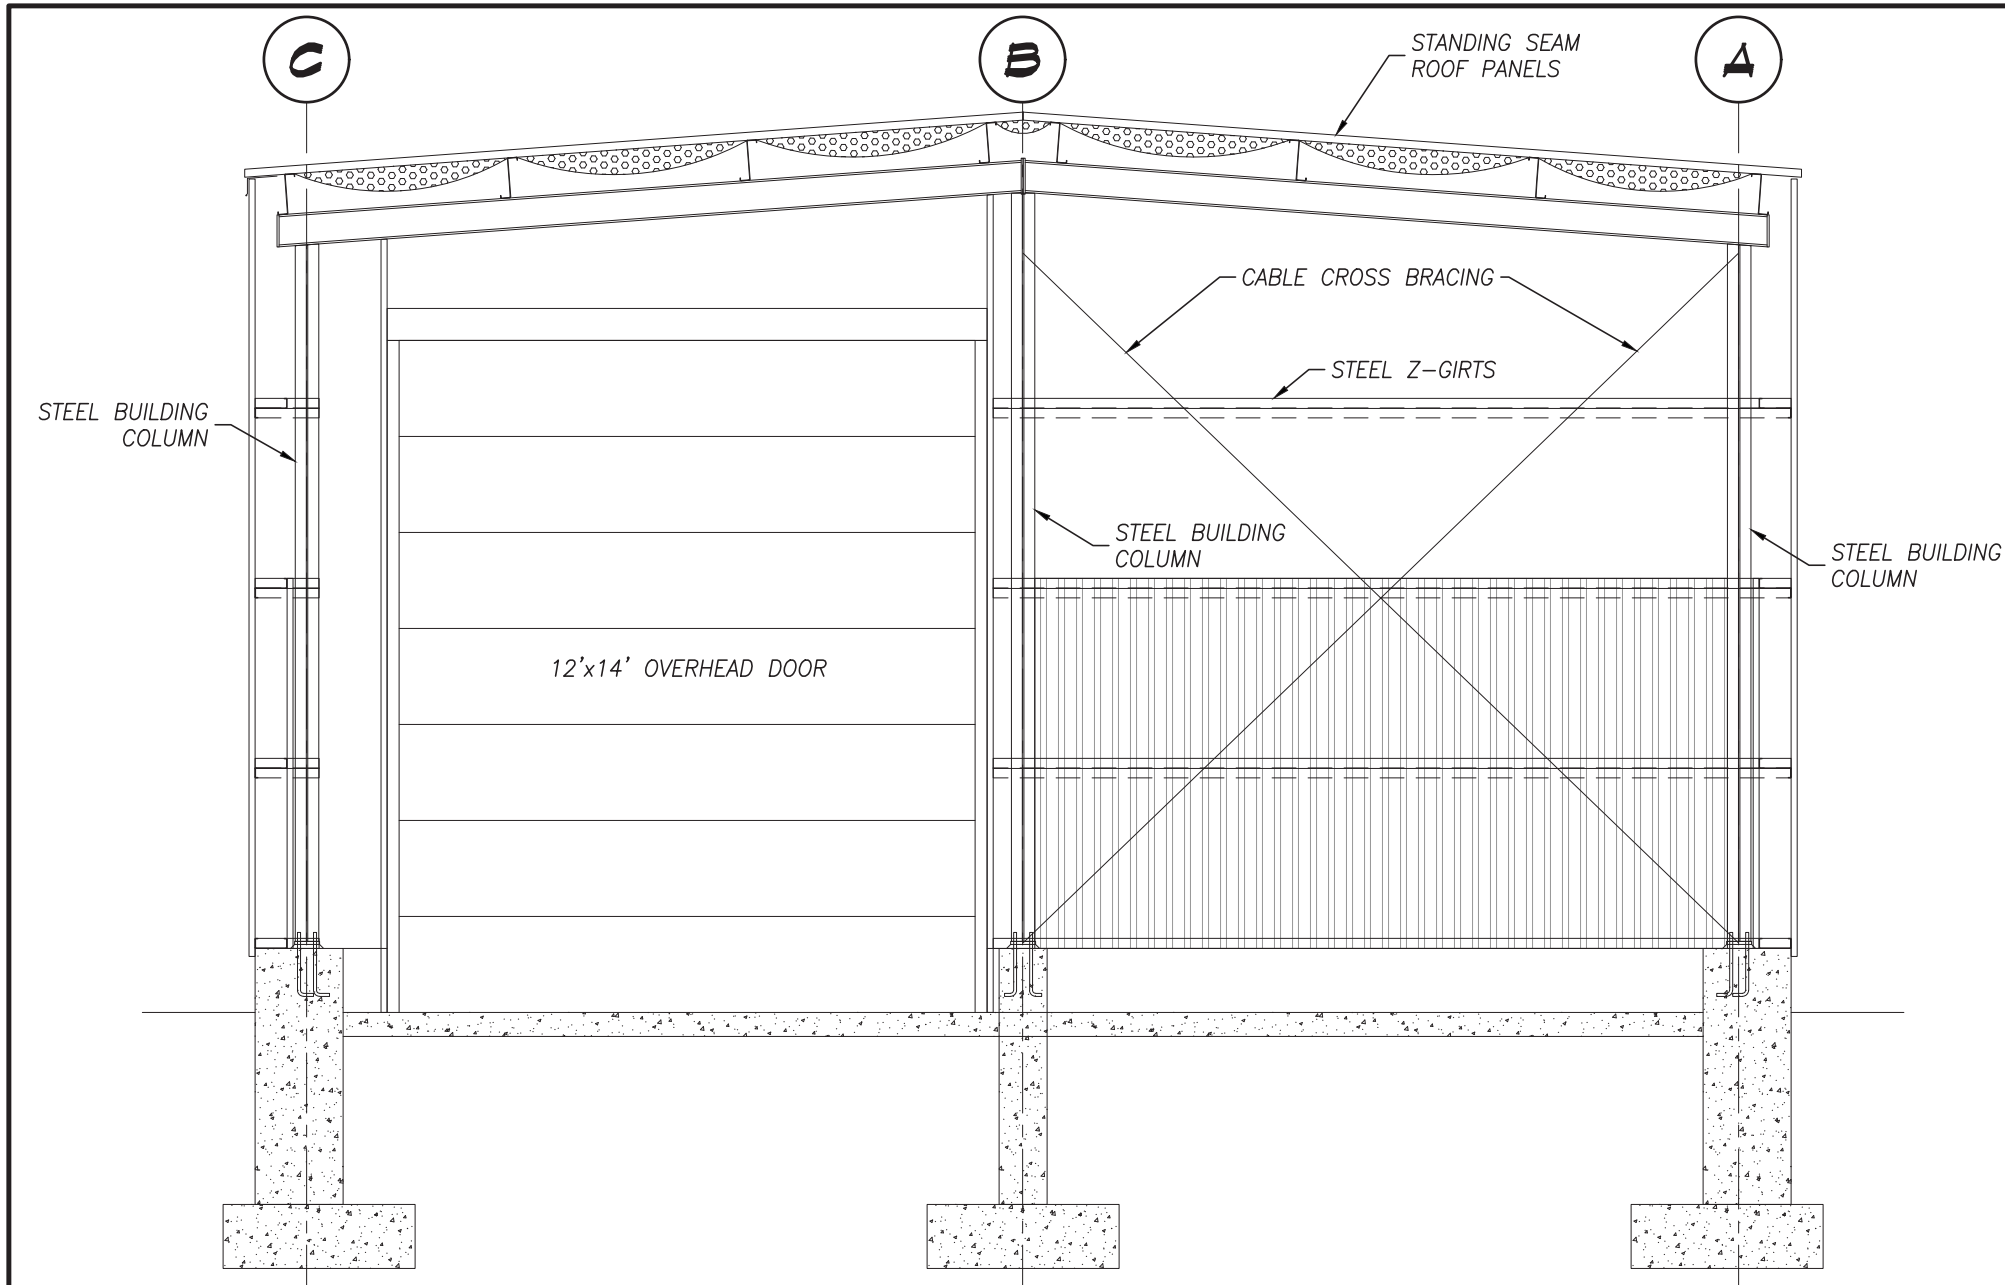 C
B
A
STANDING SEAM
ROOF PANELS
CABLE CROSS BRACING
STEEL Z-GIRTS
STEEL BUILDING
COLUMN
STEEL BUILDING
COLUMN
STEEL BUILDING
COLUMN
12'x14' OVERHEAD DOOR